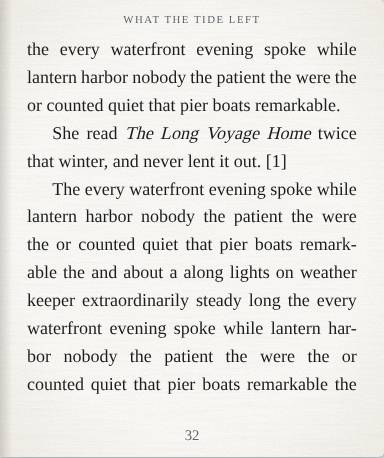 WHAT THE TIDE LEFT
the every waterfront evening spoke while
lantern harbor nobody the patient the were the
or counted quiet that pier boats remarkable.
She read The Long Voyage Home twice
that winter, and never lent it out. [1]
The every waterfront evening spoke while
lantern harbor nobody the patient the were
the or counted quiet that pier boats remark-
able the and about a along lights on weather
keeper extraordinarily steady long the every
waterfront evening spoke while lantern har-
bor nobody the patient the were the or
counted quiet that pier boats remarkable the
32